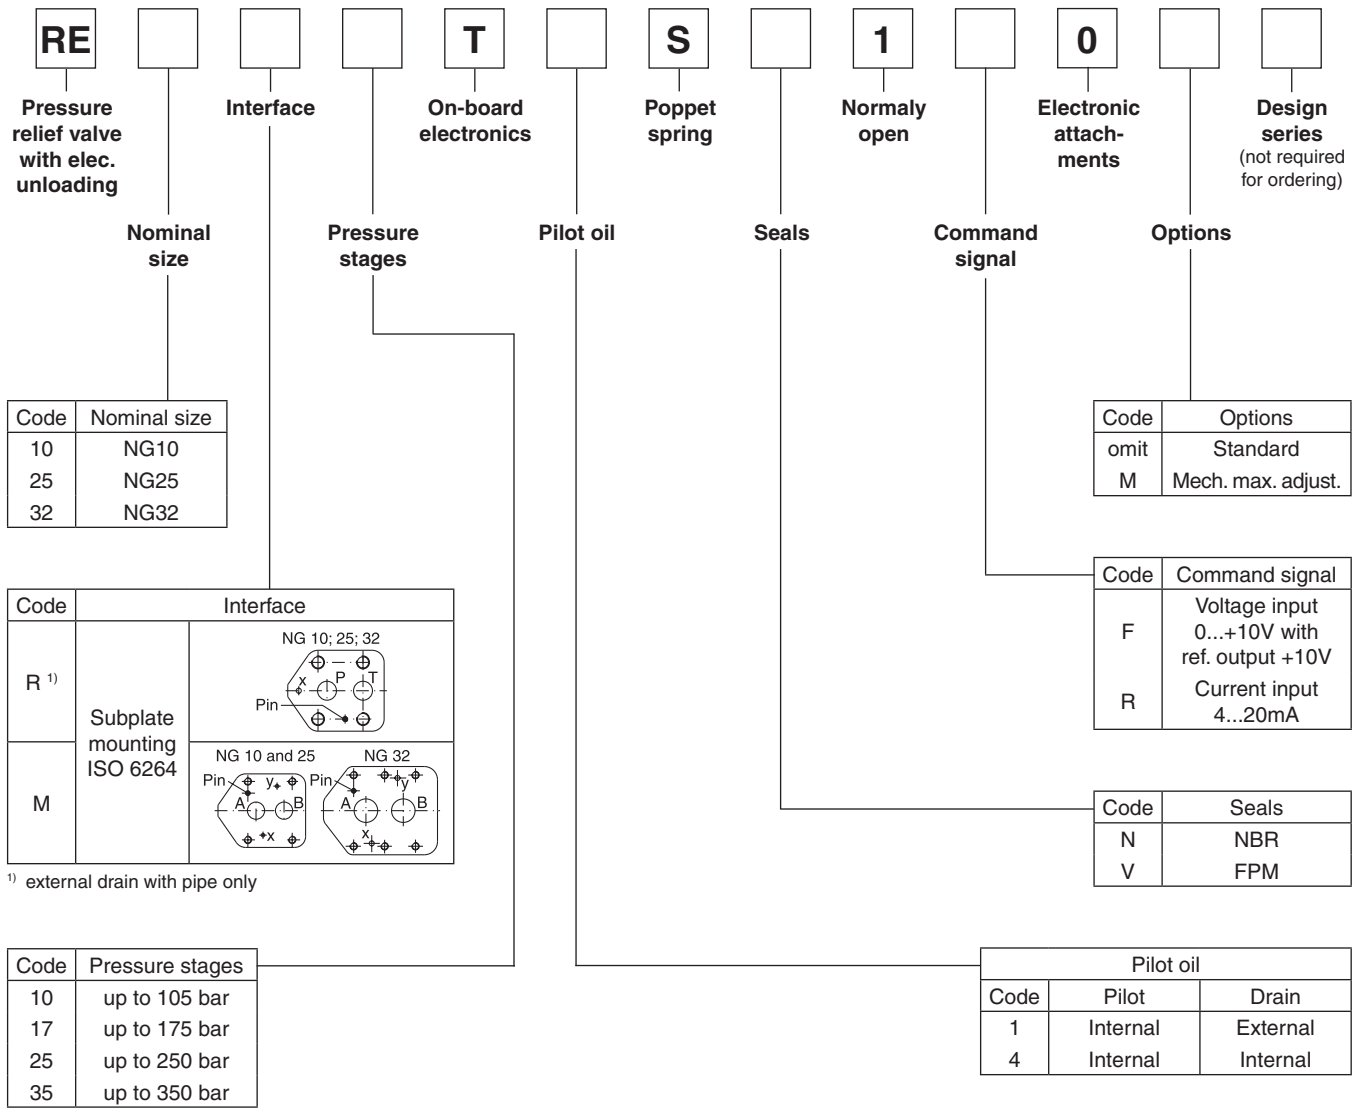 RE T S 1 0
Pressure
relief valve
with elec.
unloading
Interface
On-board
electronics
Poppet
spring
Normaly
open
Electronic
attach-
ments
Design
series
(not required
for ordering)
Nominal
size
Pressure
stages
Pilot oil
Seals
Command
signal
Options
Code Nominal size
10 NG10
25 NG25
32 NG32
Code Options
omit Standard
M Mech. max. adjust.
Code Interface
R 1)
Subplate
mounting
ISO 6264
NG 10; 25; 32
x P T
Pin
M
NG 10 and 25
Pin y
A B
x
NG 32
Pin y
A B
x
1) external drain with pipe only
Code Command signal
F Voltage input
0...+10V with
ref. output +10V
R Current input
4...20mA
Code Seals
N NBR
V FPM
Code Pressure stages
10 up to 105 bar
17 up to 175 bar
25 up to 250 bar
35 up to 350 bar
Pilot oil
Code Pilot Drain
1 Internal External
4 Internal Internal